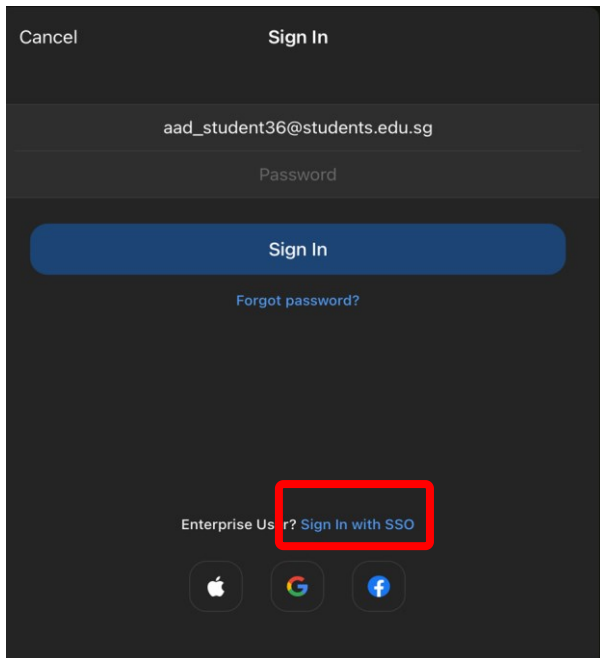 Cancel Sign In
aad_student36@students.edu.sg
Password
Sign In
Forgot password?
Enterprise User? Sign In with SSO